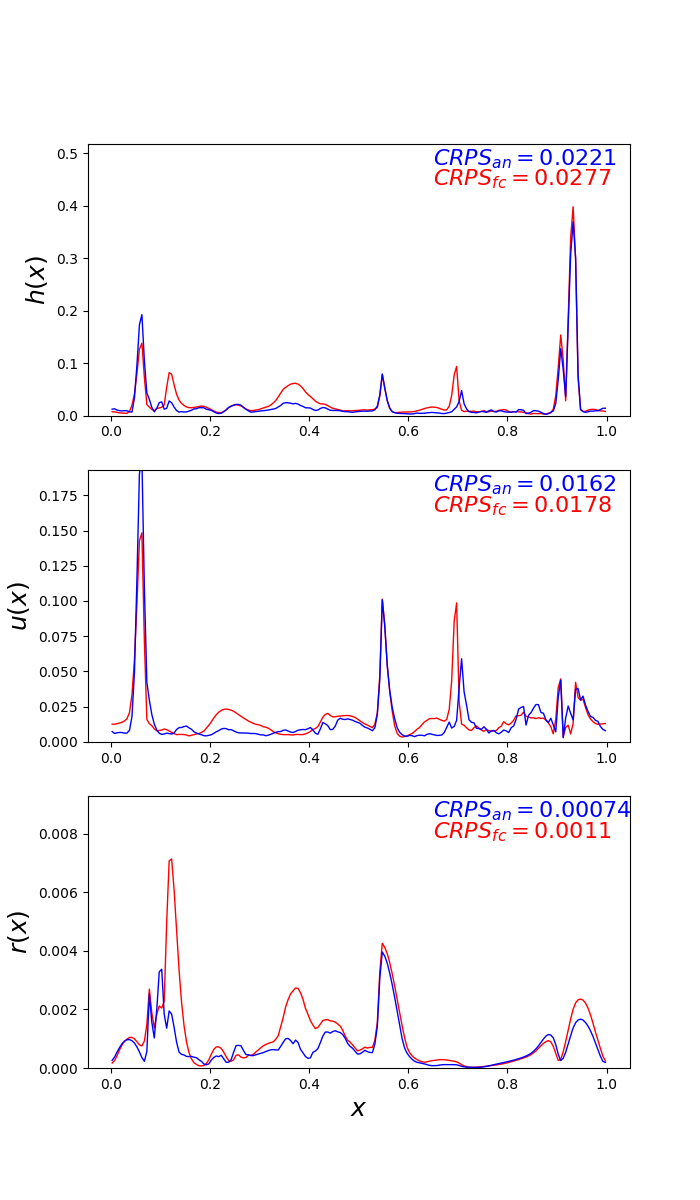 CRPS_an = 0.0221
CRPS_fc = 0.0277
h(x)
0.5
0.4
0.3
0.2
0.1
0.0
0.0 0.2 0.4 0.6 0.8 1.0
CRPS_an = 0.0162
CRPS_fc = 0.0178
u(x)
0.175
0.150
0.125
0.100
0.075
0.050
0.025
0.000
0.0 0.2 0.4 0.6 0.8 1.0
CRPS_an = 0.00074
CRPS_fc = 0.0011
r(x)
0.008
0.006
0.004
0.002
0.000
0.0 0.2 0.4 0.6 0.8 1.0
x